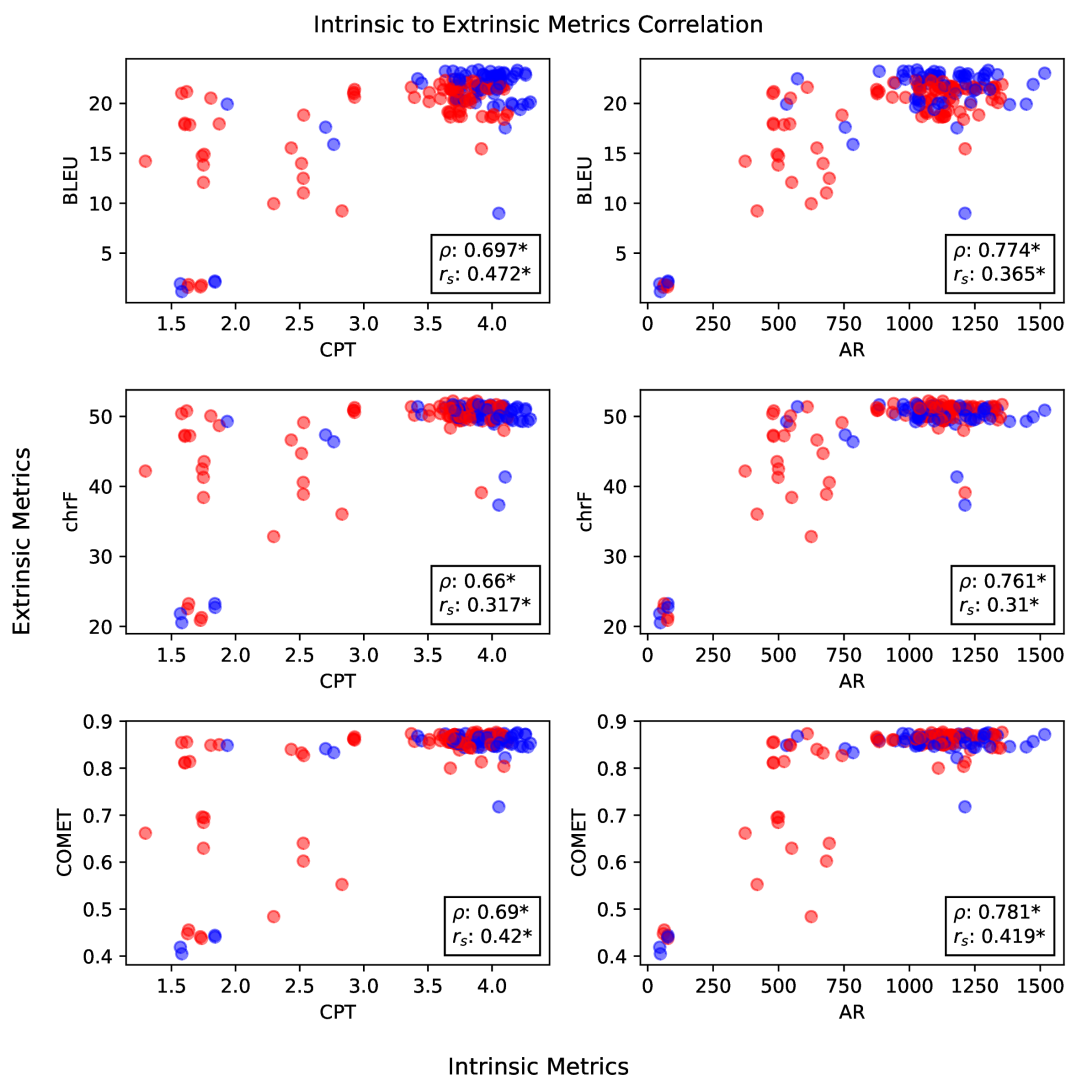 Intrinsic to Extrinsic Metrics Correlation
BLEU
20
15
10
5
ρ: 0.697*
rₛ: 0.472*
1.5 2.0 2.5 3.0 3.5 4.0
CPT
BLEU
20
15
10
5
ρ: 0.774*
rₛ: 0.365*
0 250 500 750 1000 1250 1500
AR
Extrinsic Metrics
chrF
50
40
30
20
ρ: 0.66*
rₛ: 0.317*
1.5 2.0 2.5 3.0 3.5 4.0
CPT
chrF
50
40
30
20
ρ: 0.761*
rₛ: 0.31*
0 250 500 750 1000 1250 1500
AR
COMET
0.9
0.8
0.7
0.6
0.5
0.4
ρ: 0.69*
rₛ: 0.42*
1.5 2.0 2.5 3.0 3.5 4.0
CPT
COMET
0.9
0.8
0.7
0.6
0.5
0.4
ρ: 0.781*
rₛ: 0.419*
0 250 500 750 1000 1250 1500
AR
Intrinsic Metrics